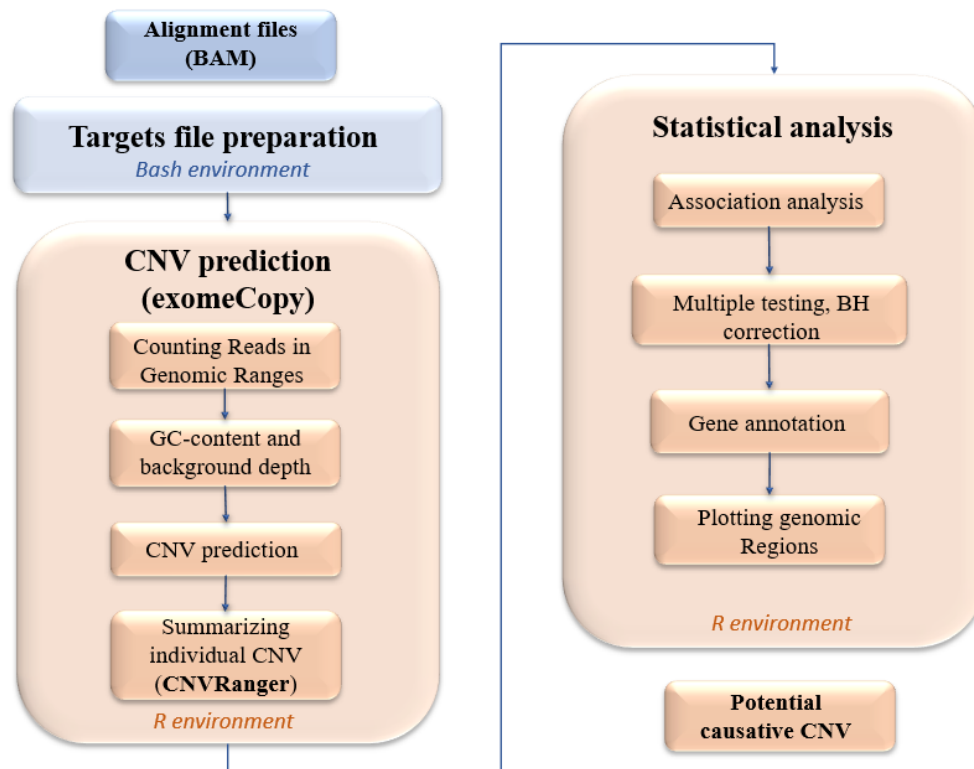 Alignment files
(BAM)
Targets file preparation
Bash environment
CNV prediction
(exomeCopy)
Counting Reads in
Genomic Ranges
GC-content and
background depth
CNV prediction
Summarizing
individual CNV
(CNVRanger)
R environment
Statistical analysis
Association analysis
Multiple testing, BH
correction
Gene annotation
Plotting genomic
Regions
R environment
Potential
causative CNV